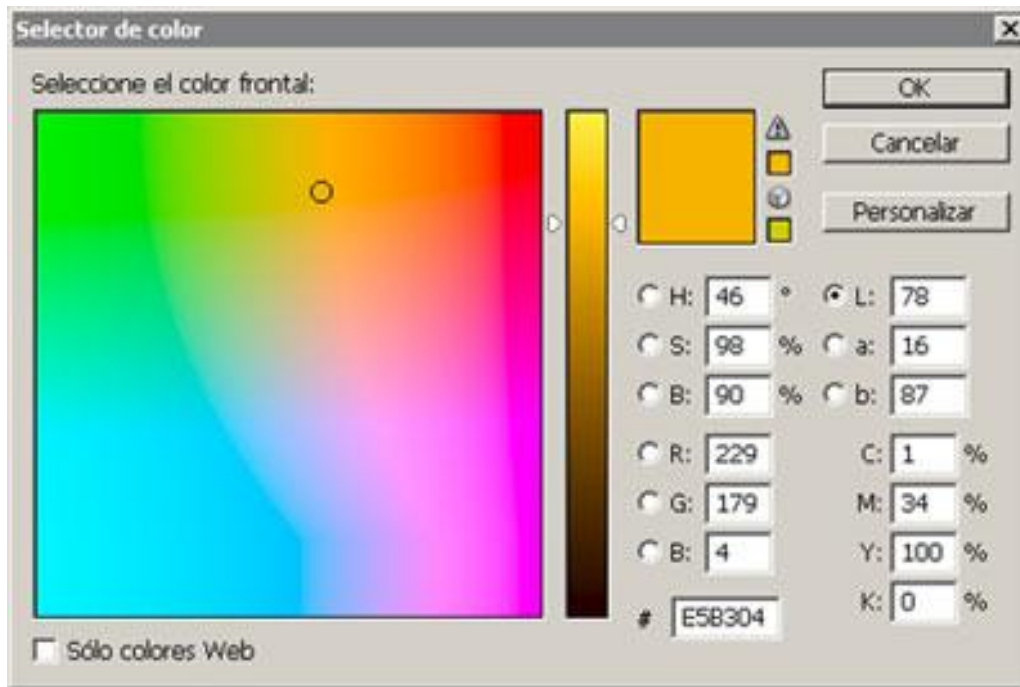 Selector de color
Seleccione el color frontal:
OK
Cancelar
Personalizar
H: 46 ° L: 78
S: 98 % a: 16
B: 90 % b: 87
R: 229 C: 1 %
G: 179 M: 34 %
B: 4 Y: 100 %
# E5B304 K: 0 %
Sólo colores Web